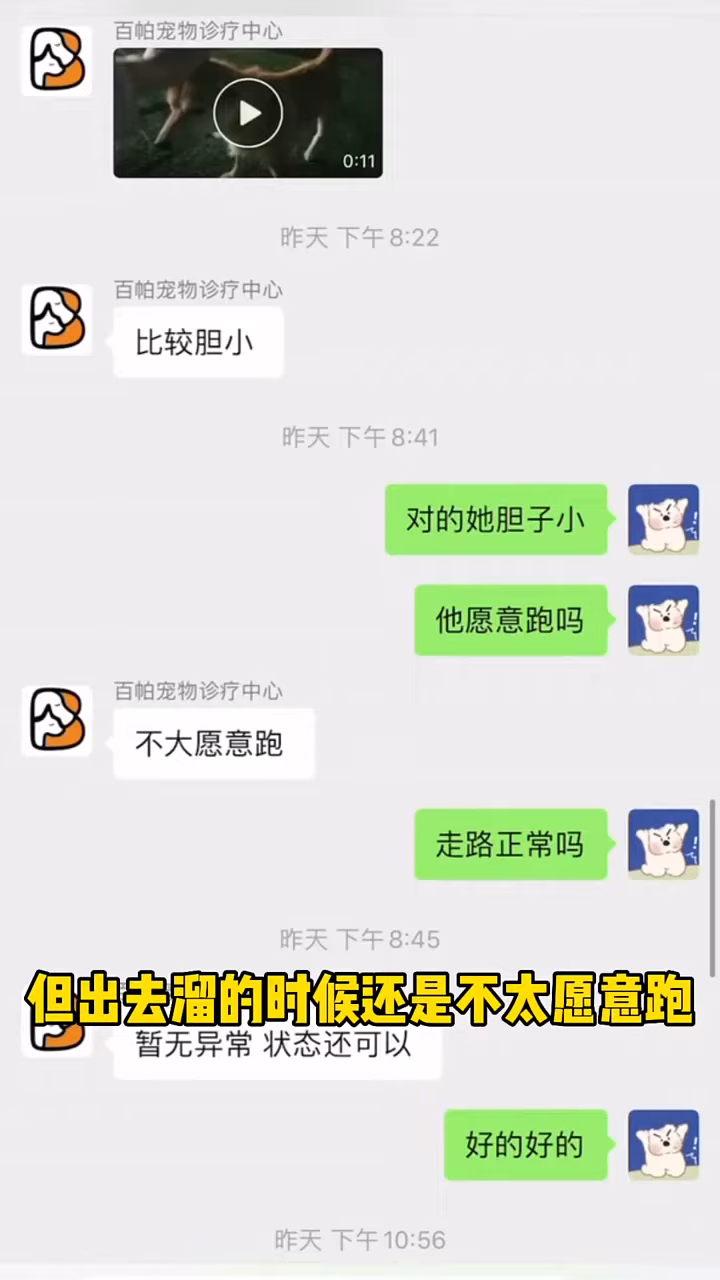 百帕宠物诊疗中心
0:11
昨天 下午8:22
百帕宠物诊疗中心
比较胆小
昨天 下午8:41
对的她胆子小
他愿意跑吗
百帕宠物诊疗中心
不大愿意跑
走路正常吗
昨天 下午8:45
但出去溜的时候还是不太愿意跑
暂无异常 状态还可以
好的好的
昨天 下午10:56